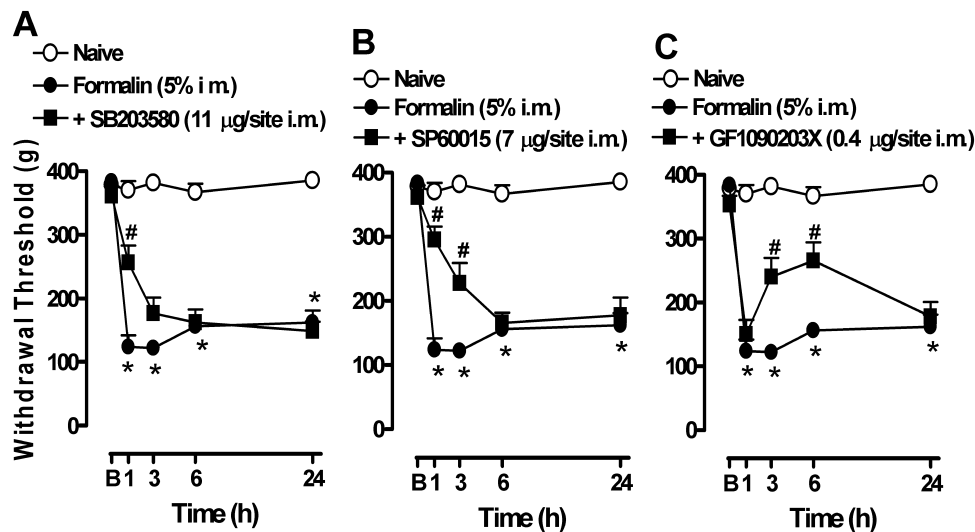 A
Naive
Formalin (5% i m.)
+ SB203580 (11 μg/site i.m.)
B
Naive
Formalin (5% i.m.)
+ SP60015 (7 μg/site i.m.)
C
Naive
Formalin (5% i.m.)
+ GF1090203X (0.4 μg/site i.m.)
Withdrawal Threshold (g)
400
300
200
100
0
#
*
*
*
*
B 1 3 6 24
Time (h)
400
300
200
100
0
#
#
*
*
*
*
B 1 3 6 24
Time (h)
400
300
200
100
0
#
#
*
*
*
*
B 1 3 6 24
Time (h)